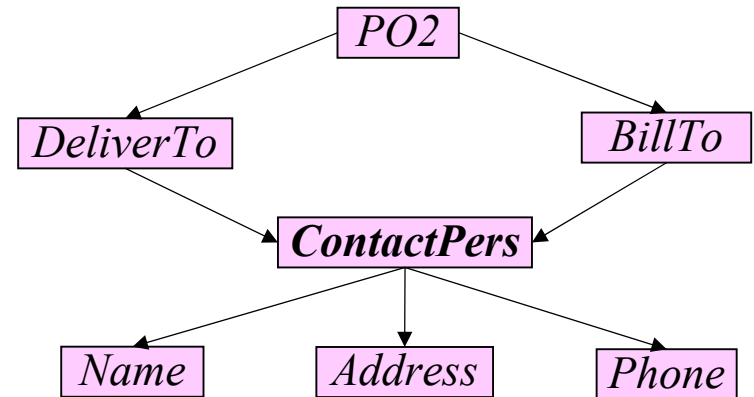 PO2
DeliverTo
BillTo
ContactPers
Name
Address
Phone